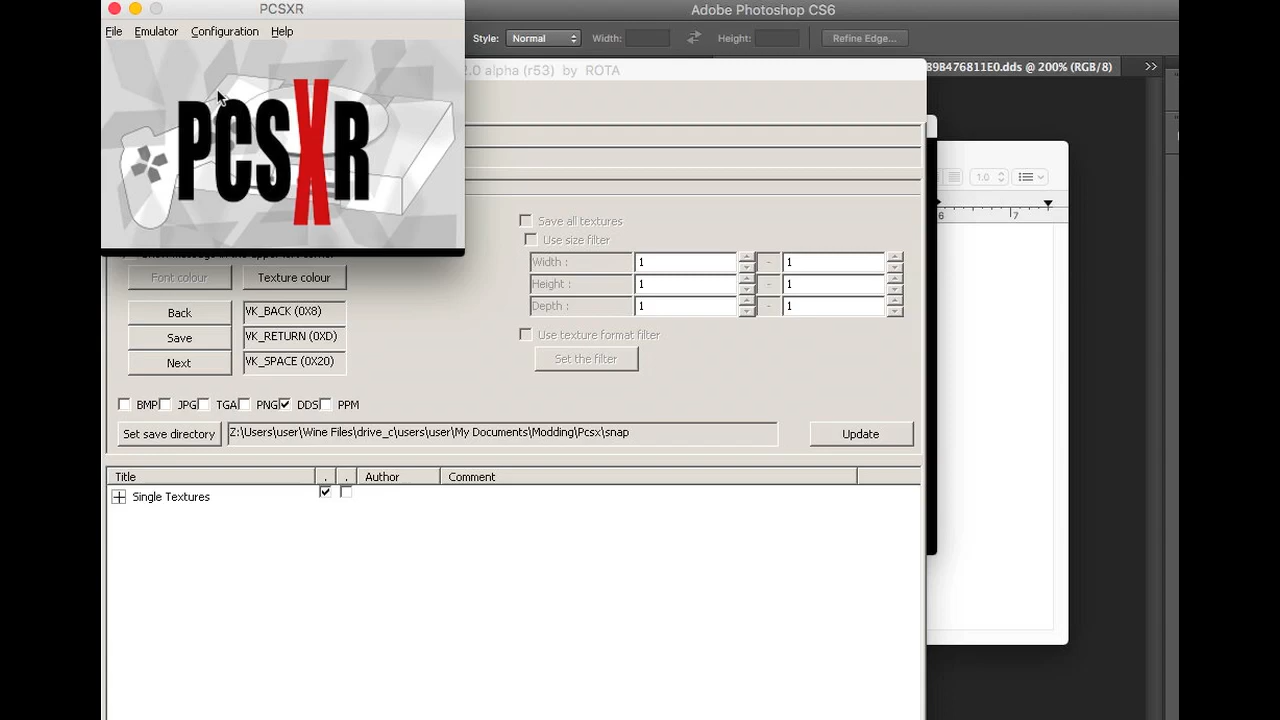 PCSXR
Adobe Photoshop CS6
File Emulator Configuration Help
Style: Normal Width: Height: Refine Edge...
2.0 alpha (r53) by ROTA
89B476811E0.dds @ 200% (RGB/8) >>
PCSXR
1.0
6 7
Save all textures
Use size filter
Font colour Texture colour
Width : 1 - 1
Height : 1 - 1
Depth : 1 - 1
Back VK_BACK (0X8)
Save VK_RETURN (0XD)
Next VK_SPACE (0X20)
Use texture format filter
Set the filter
BMP JPG TGA PNG DDS PPM
Set save directory Z:\Users\user\Wine Files\drive_c\users\user\My Documents\Modding\Pcsx\snap Update
Title . . Author Comment
Single Textures